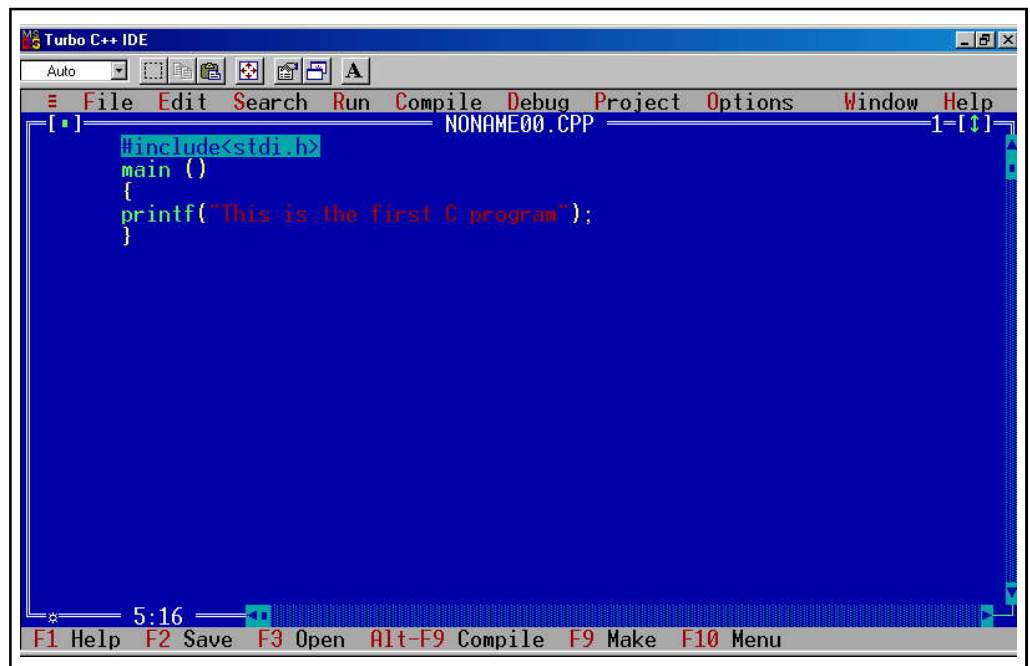 Turbo C++ IDE
Auto A
≡ File Edit Search Run Compile Debug Project Options Window Help
NONAME00.CPP 1
#include<stdi.h>
main ()
{
printf("This is the first C program");
}
5:16
F1 Help F2 Save F3 Open Alt-F9 Compile F9 Make F10 Menu